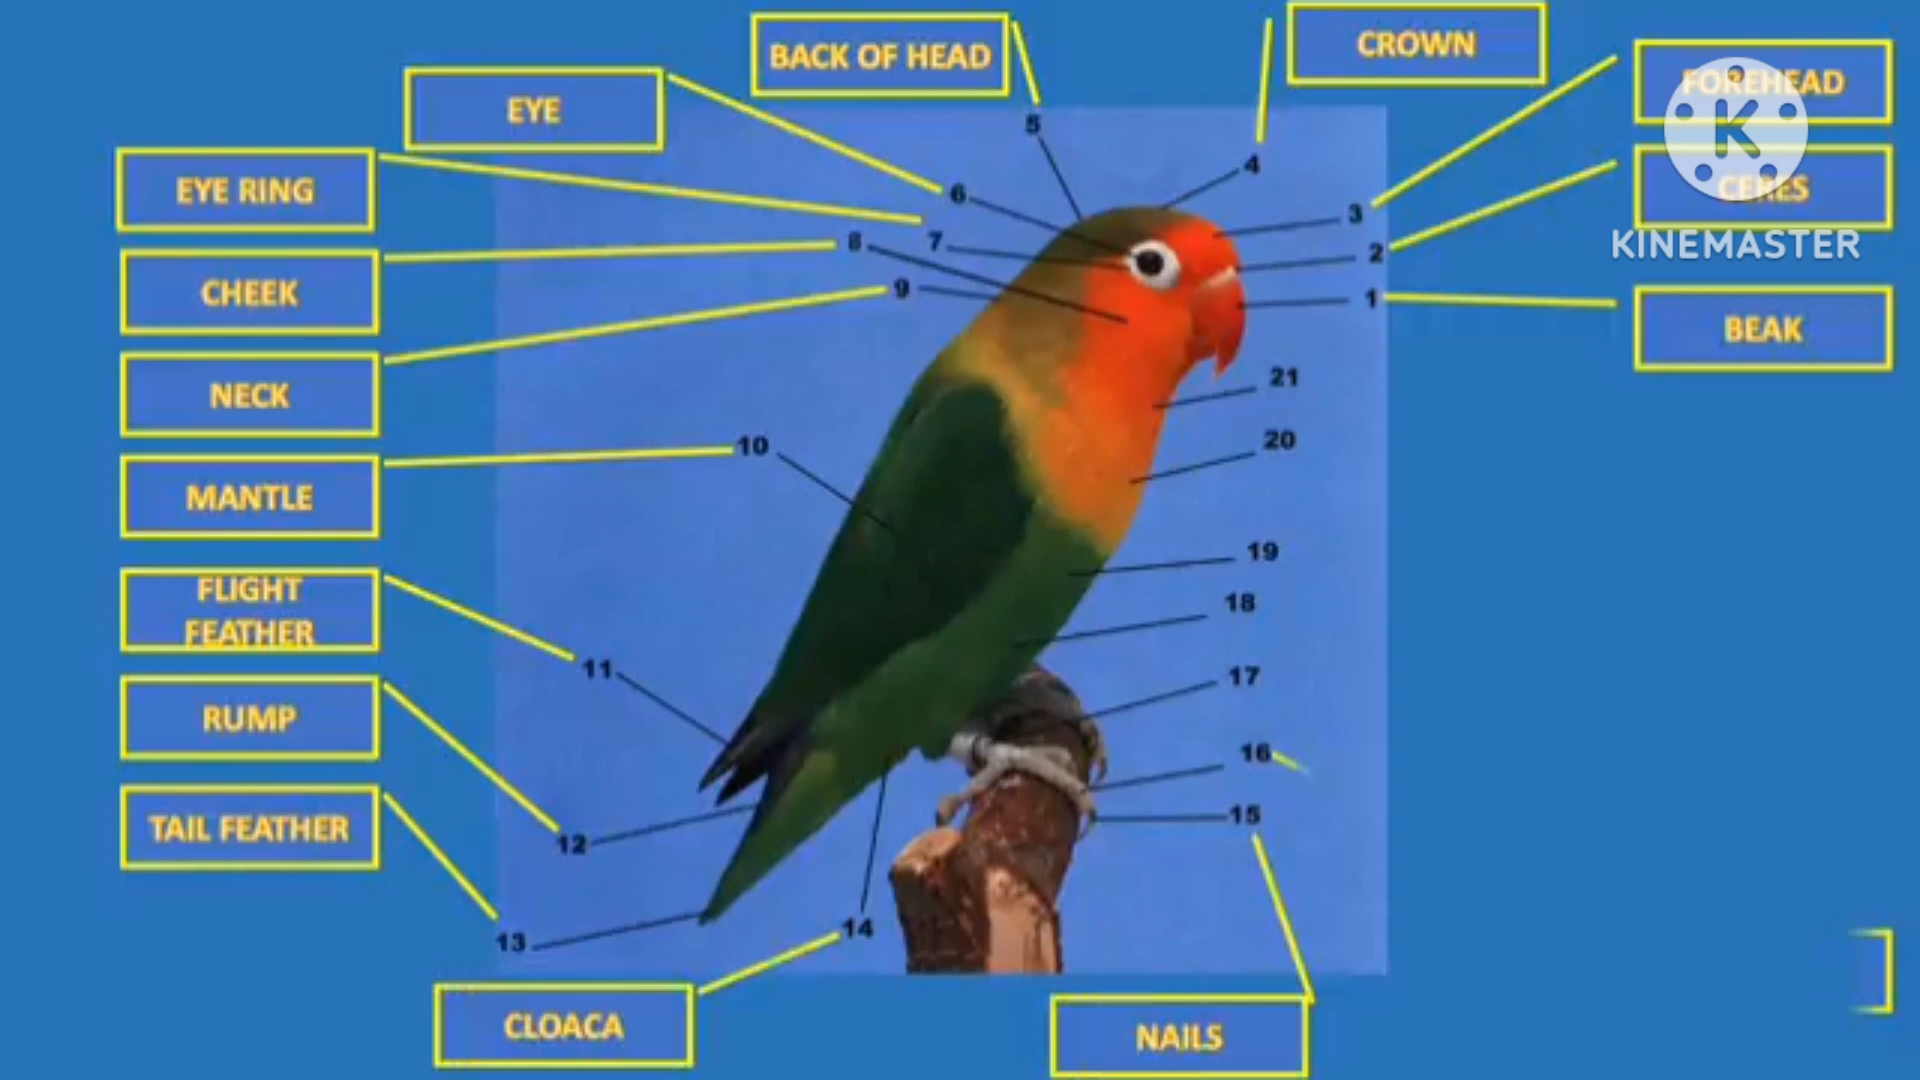 BACK OF HEAD
CROWN
EYE
FOREHEAD
K
EYE RING
CERES
KINEMASTER
CHEEK
BEAK
NECK
MANTLE
FLIGHT
FEATHER
RUMP
TAIL FEATHER
CLOACA
NAILS
5
4
6
3
7
8
2
9
1
21
20
10
19
18
11
17
16
15
12
14
13